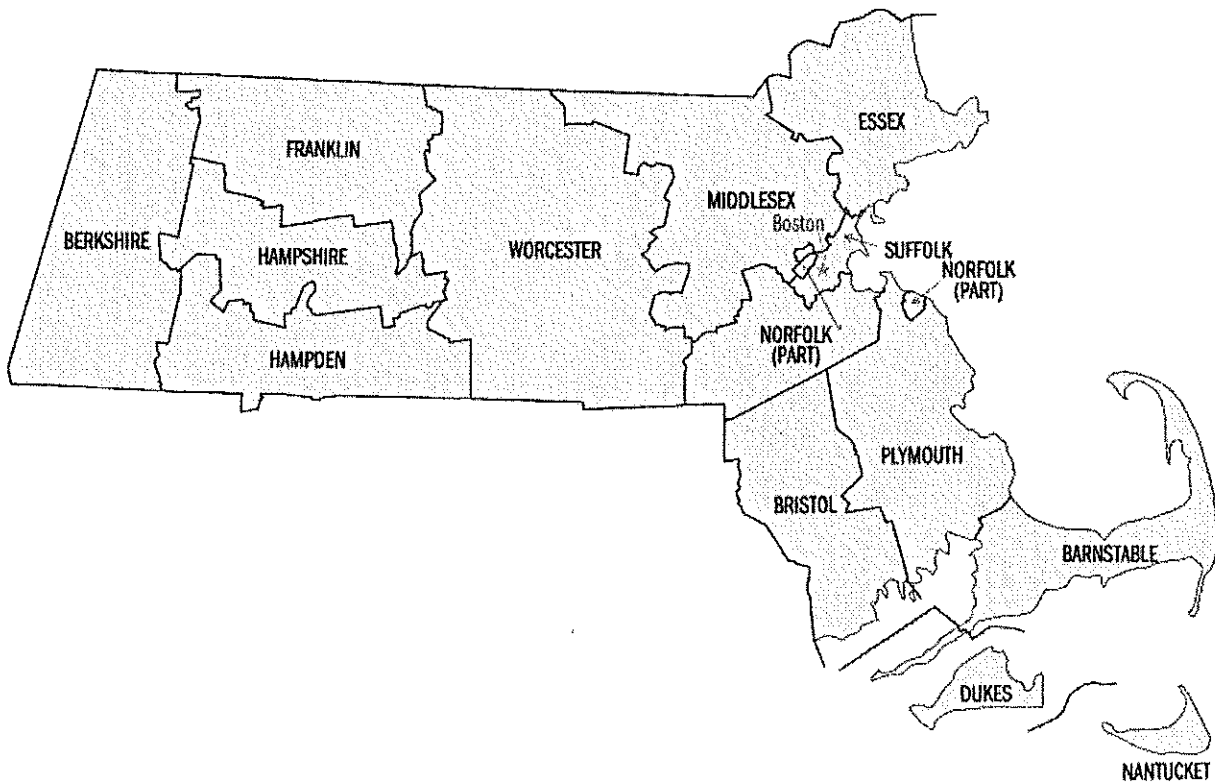 ESSEX
FRANKLIN
MIDDLESEX
Boston
BERKSHIRE
HAMPSHIRE
WORCESTER
SUFFOLK
NORFOLK
(PART)
NORFOLK
(PART)
HAMPDEN
PLYMOUTH
BRISTOL
BARNSTABLE
DUKES
NANTUCKET